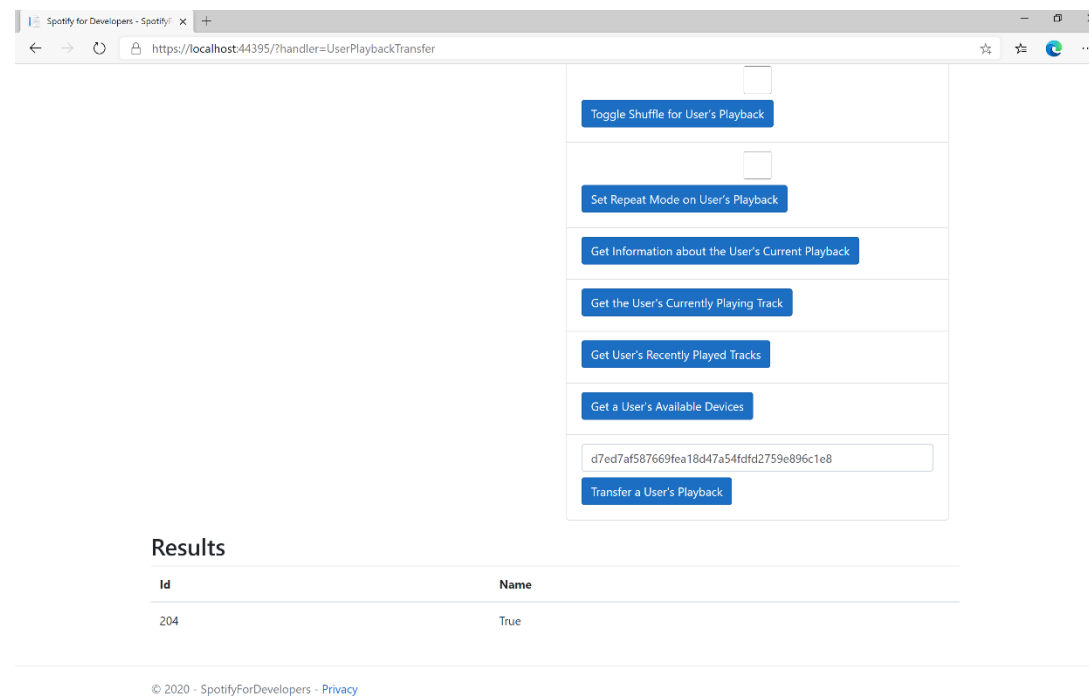 Spotify for Developers - Spotify
https://localhost:44395/?handler=UserPlaybackTransfer
Toggle Shuffle for User's Playback
Set Repeat Mode on User's Playback
Get Information about the User's Current Playback
Get the User's Currently Playing Track
Get User's Recently Played Tracks
Get a User's Available Devices
d7ed7af587669fea18d47a54fdfd2759e896c1e8
Transfer a User's Playback
Results
Id Name
204 True
© 2020 - SpotifyForDevelopers - Privacy